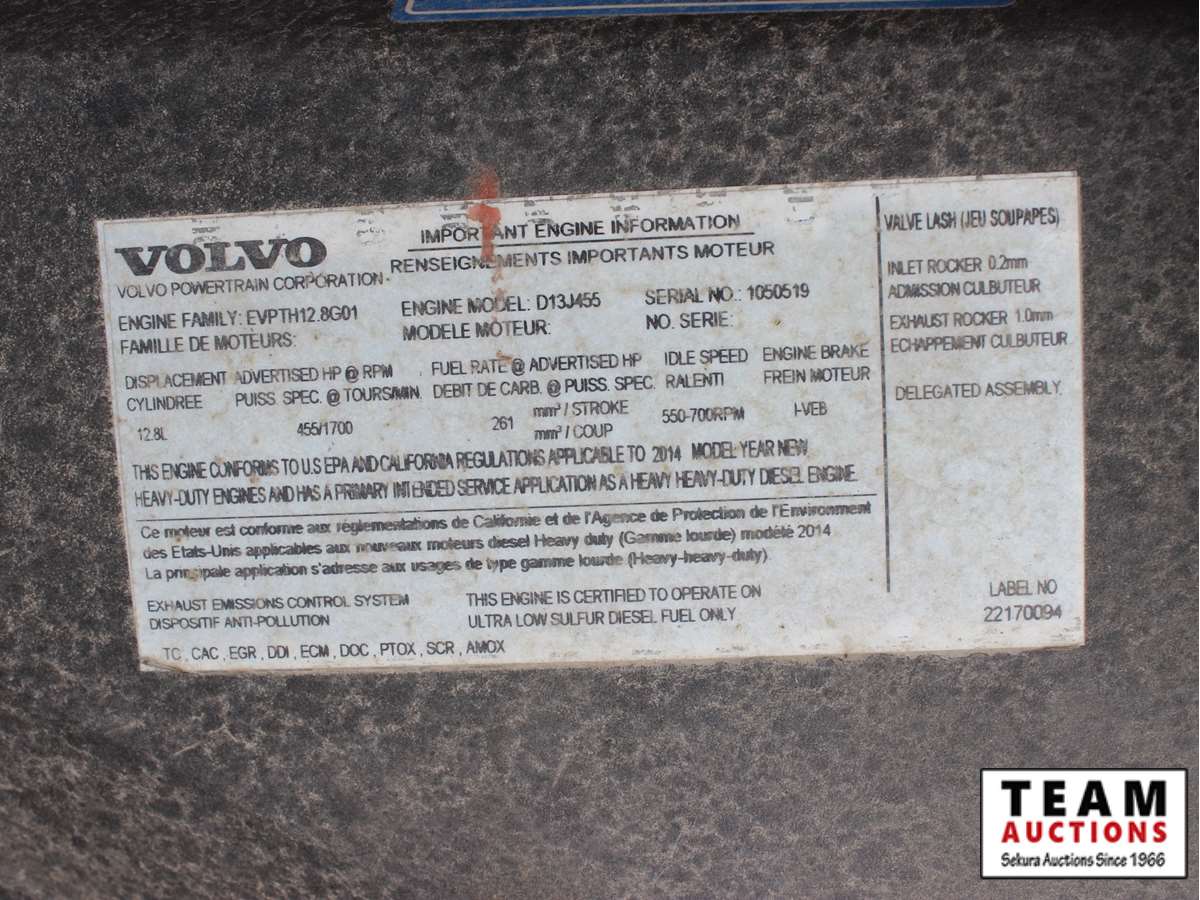 VOLVO
VOLVO POWERTRAIN CORPORATION
IMPORTANT ENGINE INFORMATION
RENSEIGNEMENTS IMPORTANTS MOTEUR
ENGINE FAMILY: EVPTH12.8G01
FAMILLE DE MOTEURS:
ENGINE MODEL: D13J455
MODELE MOTEUR:
SERIAL NO.: 1050519
NO. SERIE:
DISPLACEMENT
CYLINDREE
12.8L
ADVERTISED HP @ RPM
PUISS. SPEC. @ TOURS/MIN.
455/1700
FUEL RATE @ ADVERTISED HP
DEBIT DE CARB. @ PUISS. SPEC.
261 mm³ / STROKE
mm³ / COUP
IDLE SPEED
RALENTI
550-700RPM
ENGINE BRAKE
FREIN MOTEUR
I-VEB
THIS ENGINE CONFORMS TO U.S EPA AND CALIFORNIA REGULATIONS APPLICABLE TO 2014 MODEL YEAR NEW
HEAVY-DUTY ENGINES AND HAS A PRIMARY INTENDED SERVICE APPLICATION AS A HEAVY HEAVY-DUTY DIESEL ENGINE.
Ce moteur est conforme aux réglementations de Californie et de l'Agence de Protection de l'Environment
des Etats-Unis applicables aux nouveaux moteurs diesel Heavy duty (Gamme lourde) modété 2014
La principale application s'adresse aux usages de type gamme lourde (Heavy-heavy-duty)
EXHAUST EMISSIONS CONTROL SYSTEM
DISPOSITIF ANTI-POLLUTION
THIS ENGINE IS CERTIFIED TO OPERATE ON
ULTRA LOW SULFUR DIESEL FUEL ONLY
TC , CAC , EGR , DDI , ECM , DOC , PTOX , SCR , AMOX
VALVE LASH (JEU SOUPAPES)
INLET ROCKER 0.2mm
ADMISSION CULBUTEUR
EXHAUST ROCKER 1.0mm
ECHAPPEMENT CULBUTEUR
DELEGATED ASSEMBLY.
LABEL NO
22170094
TEAM
AUCTIONS
Sekura Auctions Since 1966